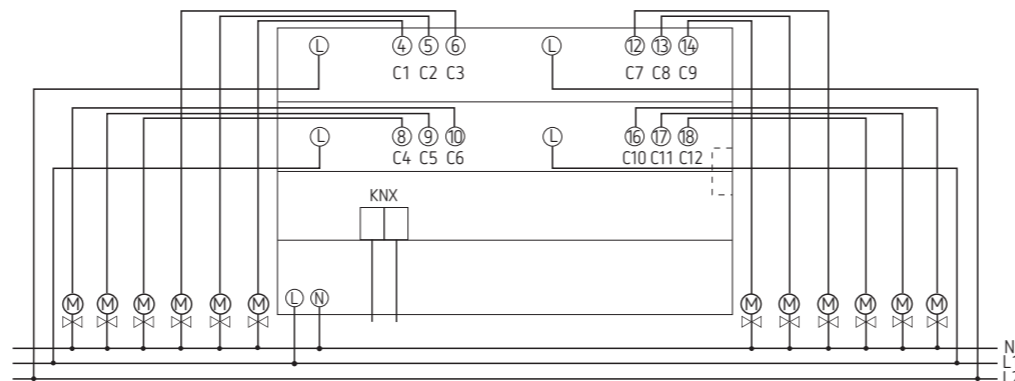 L 4 5 6 L 12 13 14
C1 C2 C3 C7 C8 C9
L 8 9 10 L 16 17 18
C4 C5 C6 C10 C11 C12
KNX
M M M M M M L N M M M M M M
N